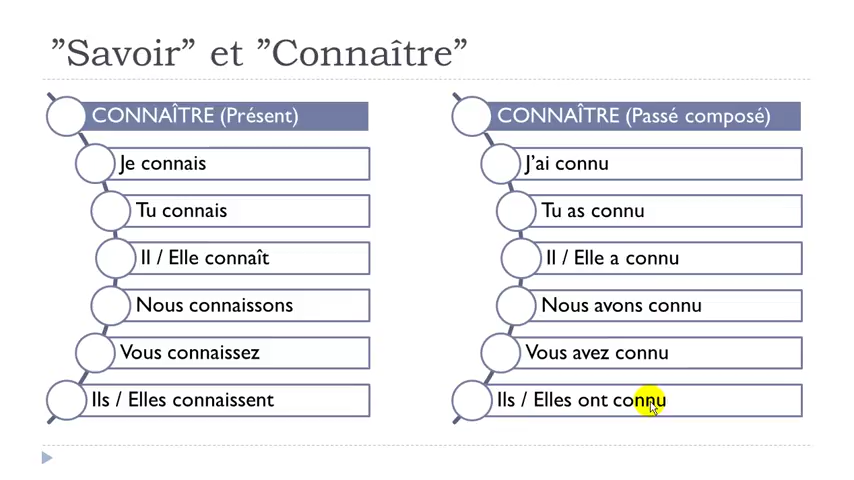 ”Savoir” et ”Connaître”
CONNAÎTRE (Présent)
Je connais
Tu connais
Il / Elle connaît
Nous connaissons
Vous connaissez
Ils / Elles connaissent
CONNAÎTRE (Passé composé)
J’ai connu
Tu as connu
Il / Elle a connu
Nous avons connu
Vous avez connu
Ils / Elles ont connu